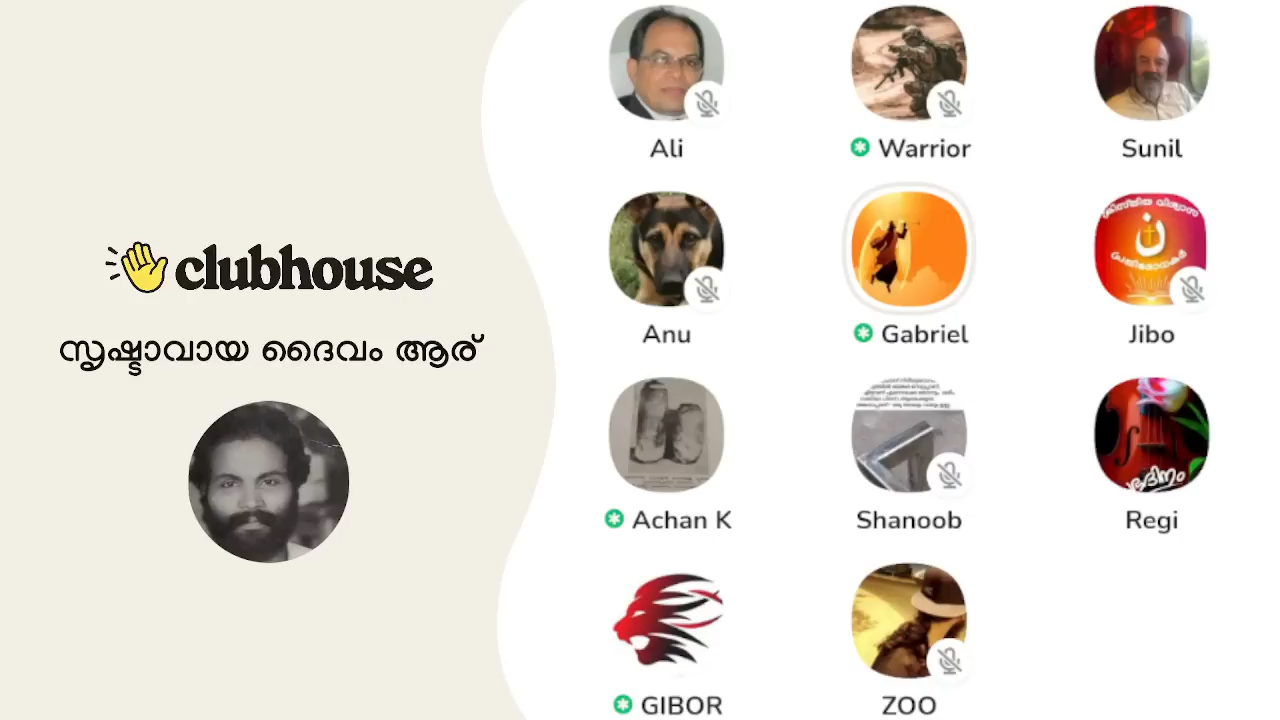 clubhouse
സൃഷ്ടാവായ ദൈവം ആര്
Ali
Warrior
Sunil
Anu
Gabriel
ക്രിസ്തീയ വിശ്വാസ
ن
Jibo
Achan K
Shanoob
Regi
GIBOR
ZOO